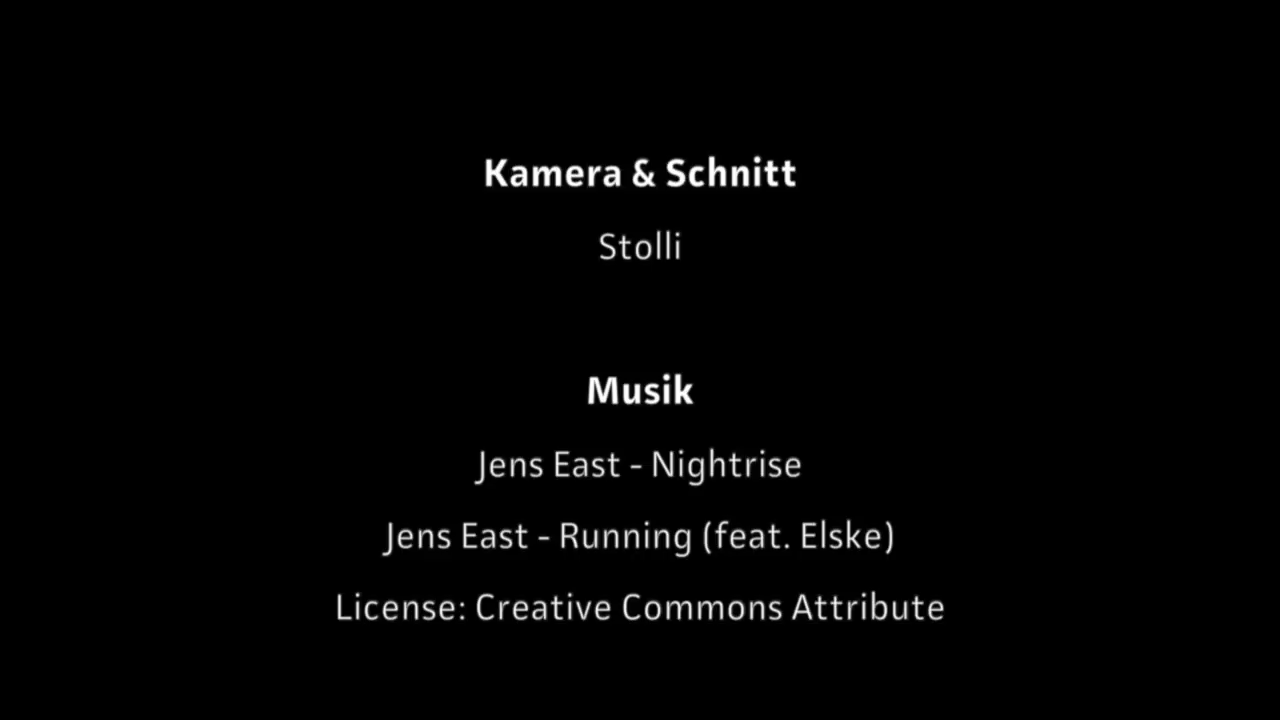 Kamera & Schnitt
Stolli
Musik
Jens East - Nightrise
Jens East - Running (feat. Elske)
License: Creative Commons Attribute